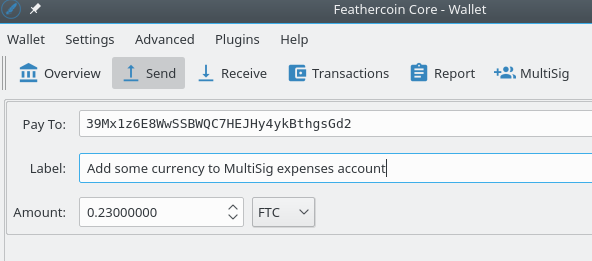 Feathercoin Core - Wallet
Wallet Settings Advanced Plugins Help
Overview Send Receive Transactions Report MultiSig
Pay To: 39Mx1z6E8WwSSBWQC7HEJHy4ykBthgsGd2
Label: Add some currency to MultiSig expenses account
Amount: 0.23000000 FTC